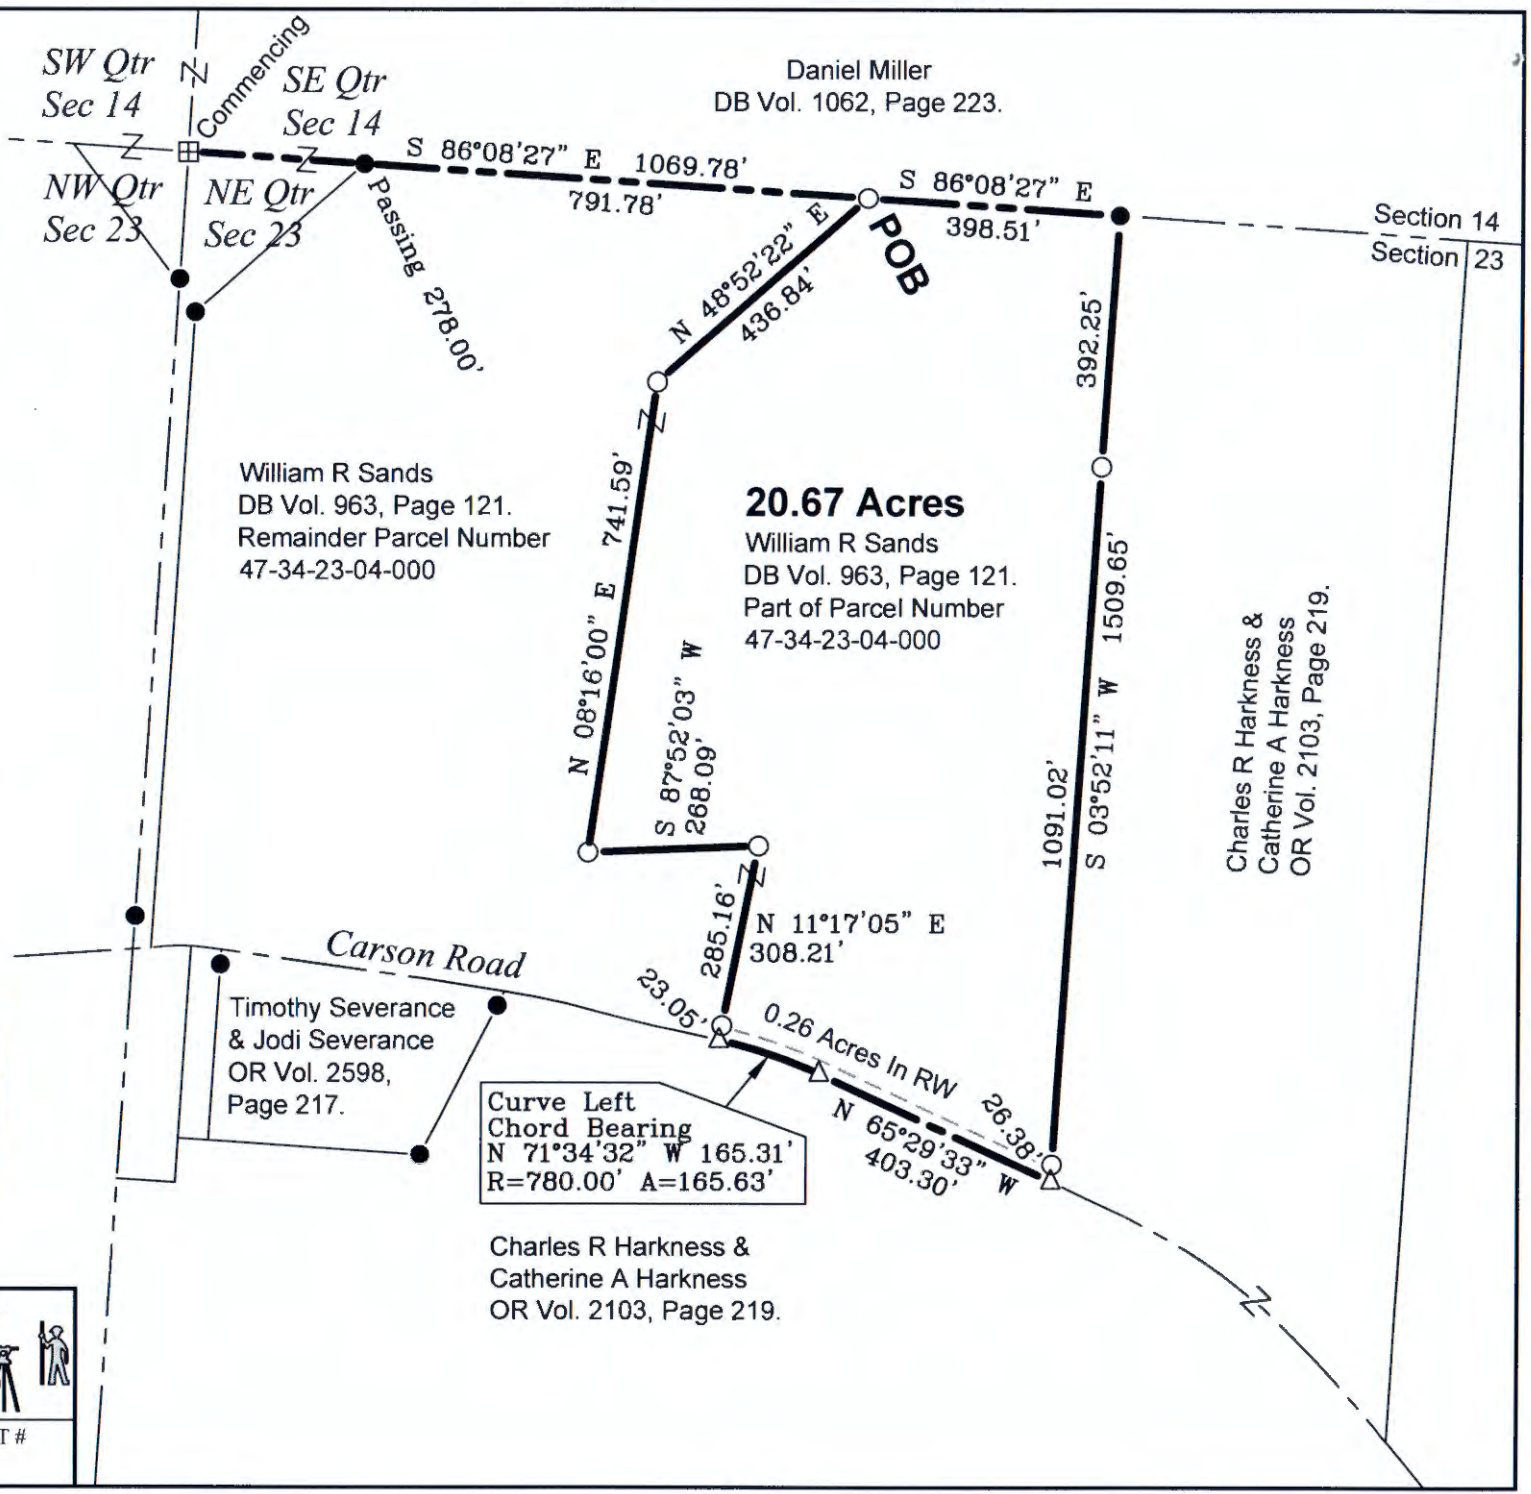 SW Qtr
Sec 14
Commencing
SE Qtr
Sec 14
Daniel Miller
DB Vol. 1062, Page 223.
S 86°08'27" E 1069.78'
791.78'
S 86°08'27" E
398.51'
NW Qtr
Sec 23
NE Qtr
Sec 23
Passing 278.00'
POB
Section 14
Section 23
N 48°52'22" E
436.84'
392.25'
William R Sands
DB Vol. 963, Page 121.
Remainder Parcel Number
47-34-23-04-000
N 08°16'00" E 741.59'
20.67 Acres
William R Sands
DB Vol. 963, Page 121.
Part of Parcel Number
47-34-23-04-000
S 87°52'03" W
268.09'
1091.02'
S 03°52'11" W 1509.65'
Charles R Harkness &
Catherine A Harkness
OR Vol. 2103, Page 219.
285.16'
N 11°17'05" E
308.21'
Carson Road
23.05'
0.26 Acres In RW
26.38'
Timothy Severance
& Jodi Severance
OR Vol. 2598,
Page 217.
Curve Left
Chord Bearing
N 71°34'32" W 165.31'
R=780.00' A=165.63'
N 65°29'33" W
403.30'
Charles R Harkness &
Catherine A Harkness
OR Vol. 2103, Page 219.
T #